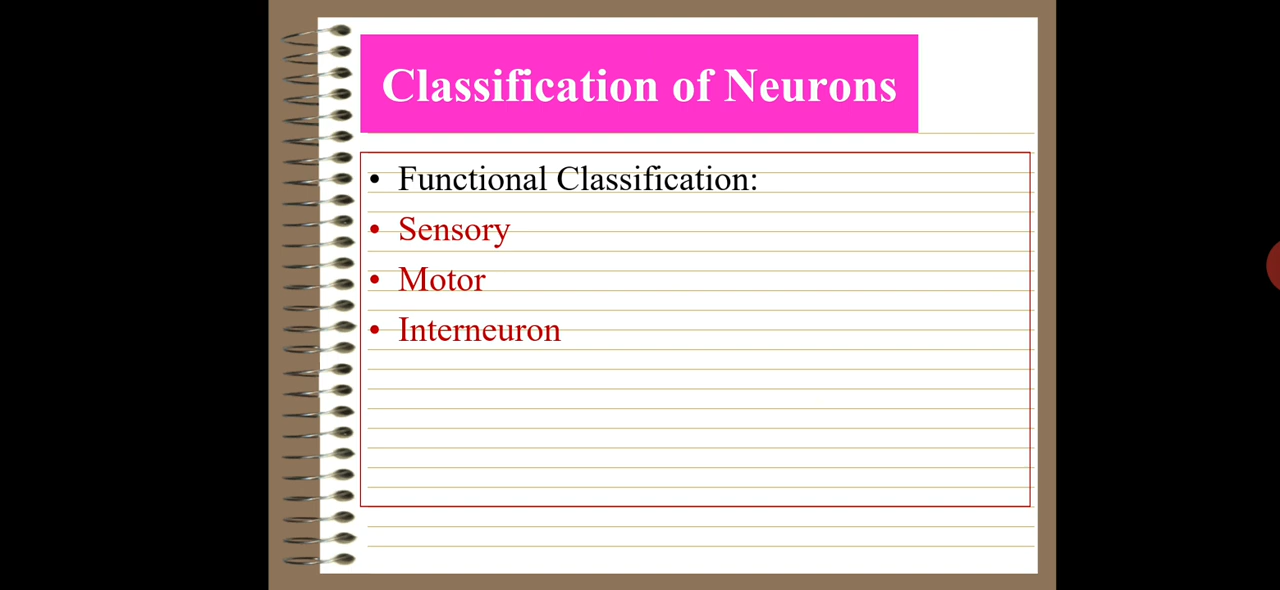 Classification of Neurons
• Functional Classification:
• Sensory
• Motor
• Interneuron